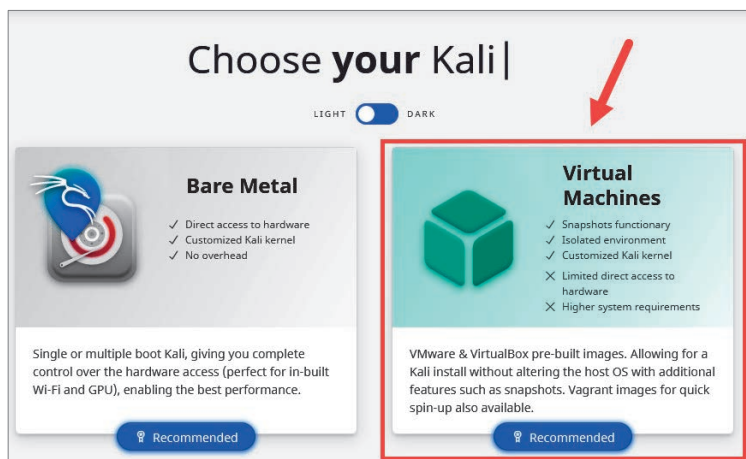 Choose your Kali
LIGHT DARK
Bare Metal
✓ Direct access to hardware
✓ Customized Kali kernel
✓ No overhead
Single or multiple boot Kali, giving you complete
control over the hardware access (perfect for in-built
Wi-Fi and GPU), enabling the best performance.
Recommended
Virtual
Machines
✓ Snapshots functionary
✓ Isolated environment
✓ Customized Kali kernel
✕ Limited direct access to
hardware
✕ Higher system requirements
VMware & VirtualBox pre-built images. Allowing for a
Kali install without altering the host OS with additional
features such as snapshots. Vagrant images for quick
spin-up also available.
Recommended